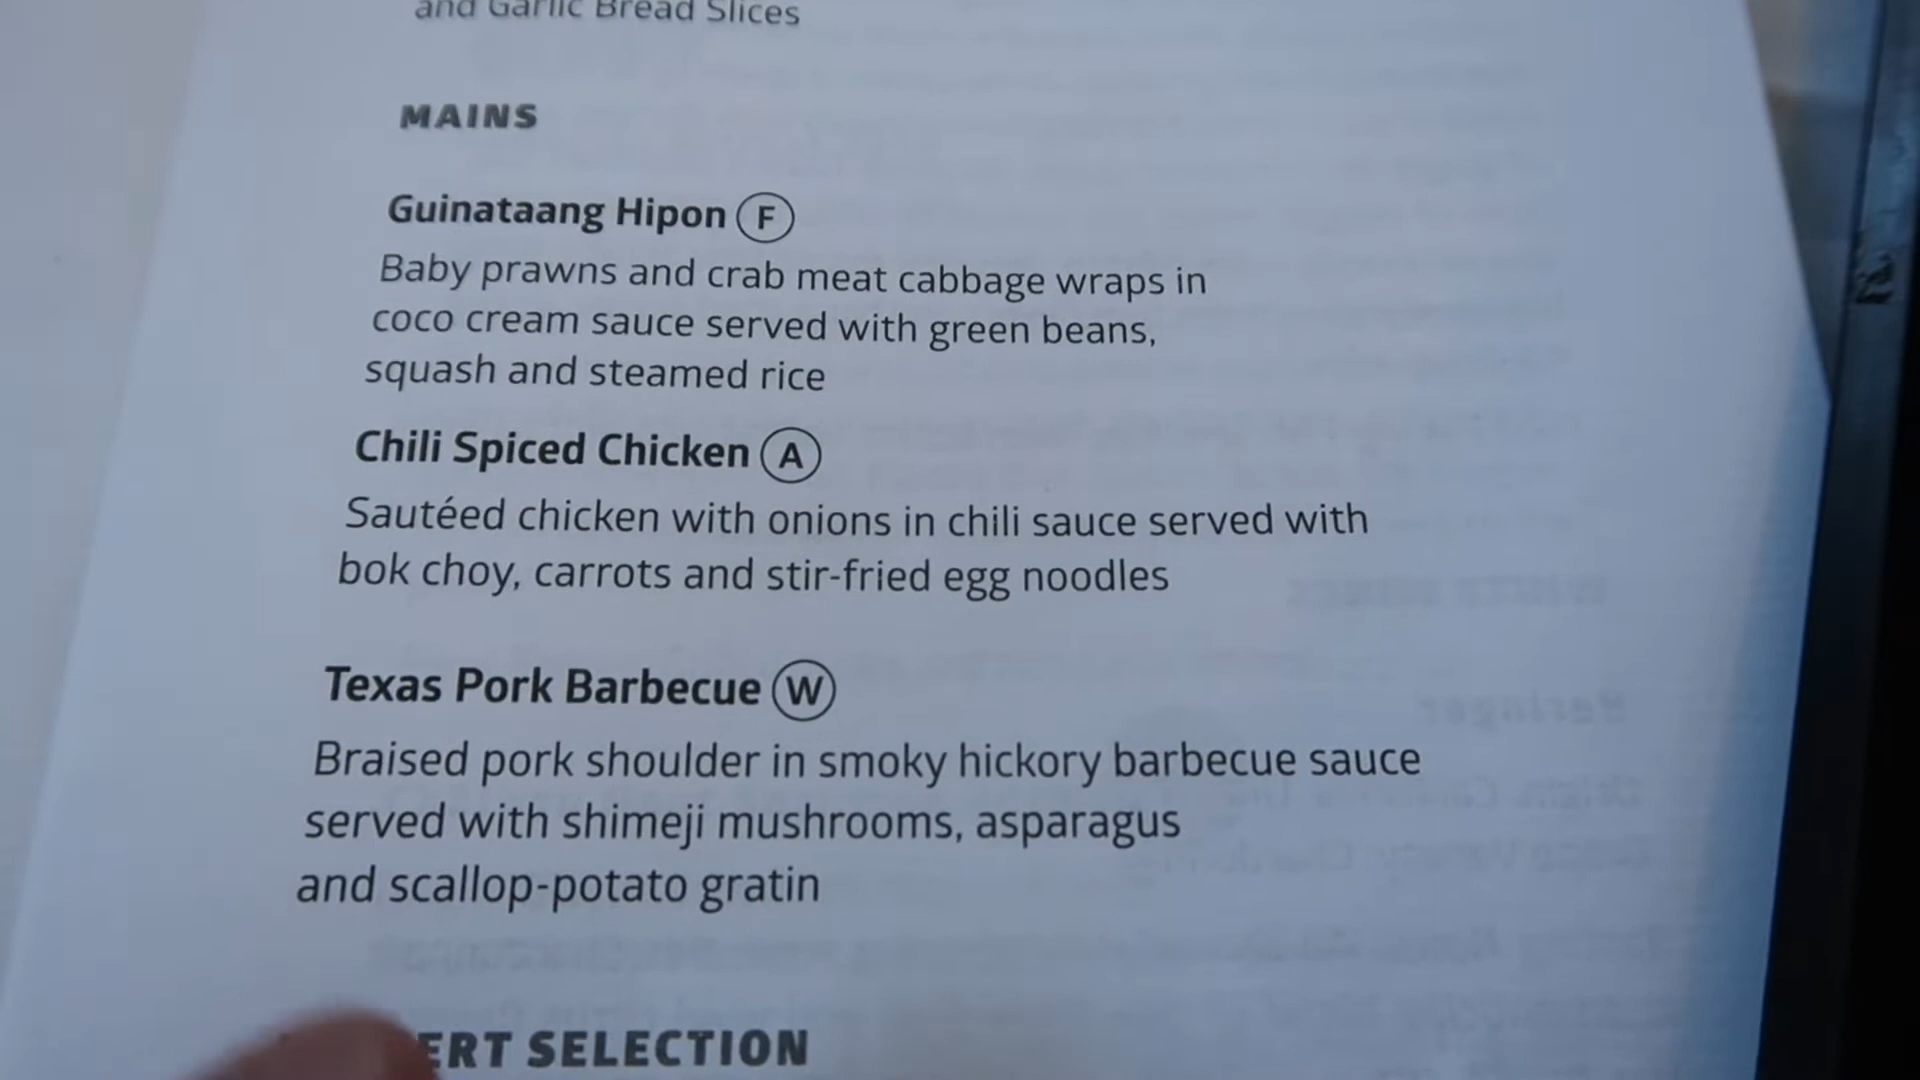 and Garlic Bread Slices
MAINS
Guinataang Hipon F
Baby prawns and crab meat cabbage wraps in
coco cream sauce served with green beans,
squash and steamed rice
Chili Spiced Chicken A
Sautéed chicken with onions in chili sauce served with
bok choy, carrots and stir-fried egg noodles
Texas Pork Barbecue W
Braised pork shoulder in smoky hickory barbecue sauce
served with shimeji mushrooms, asparagus
and scallop-potato gratin
ERT SELECTION